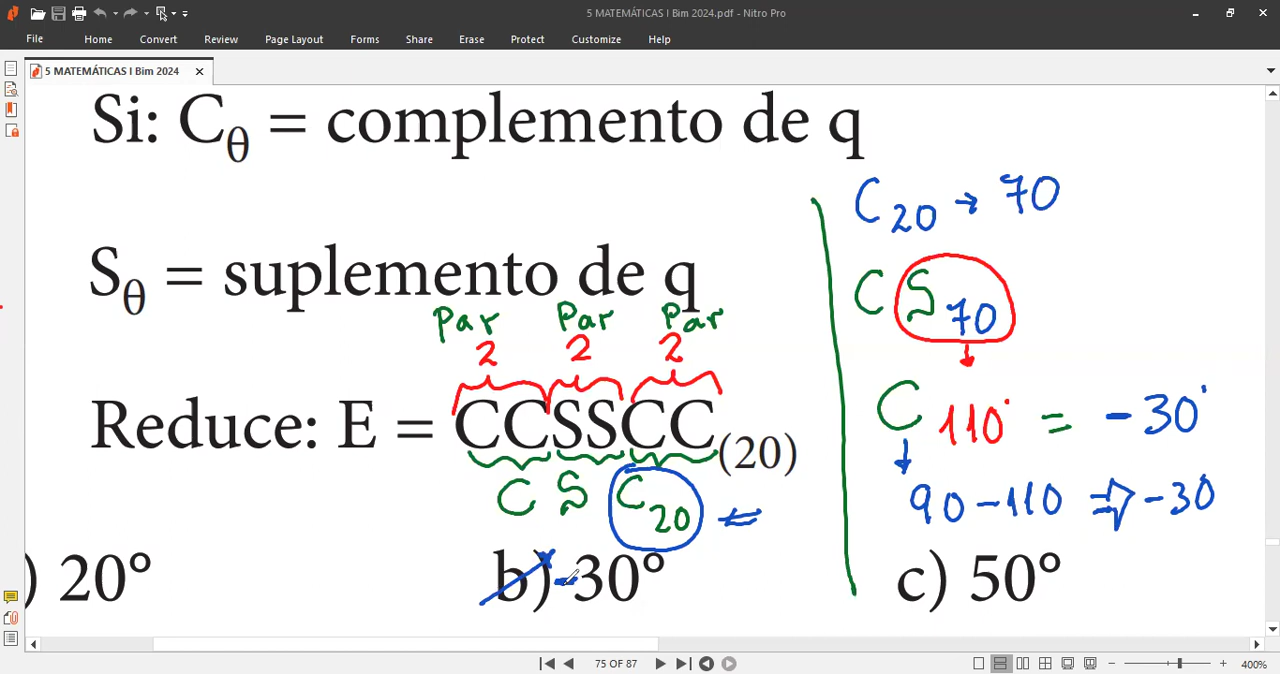 5 MATEMÁTICAS I Bim 2024.pdf - Nitro Pro
File Home Convert Review Page Layout Forms Share Erase Protect Customize Help
5 MATEMÁTICAS I Bim 2024
Si: Cθ = complemento de q
C20 → 70
Sθ = suplemento de q
C S70
Par Par Par
2 2 2
Reduce: E = CCSSCC(20)
C 110° = -30°
C S C20
90 - 110 ⇒ -30
) 20° b) -30° c) 50°
75 OF 87
400%